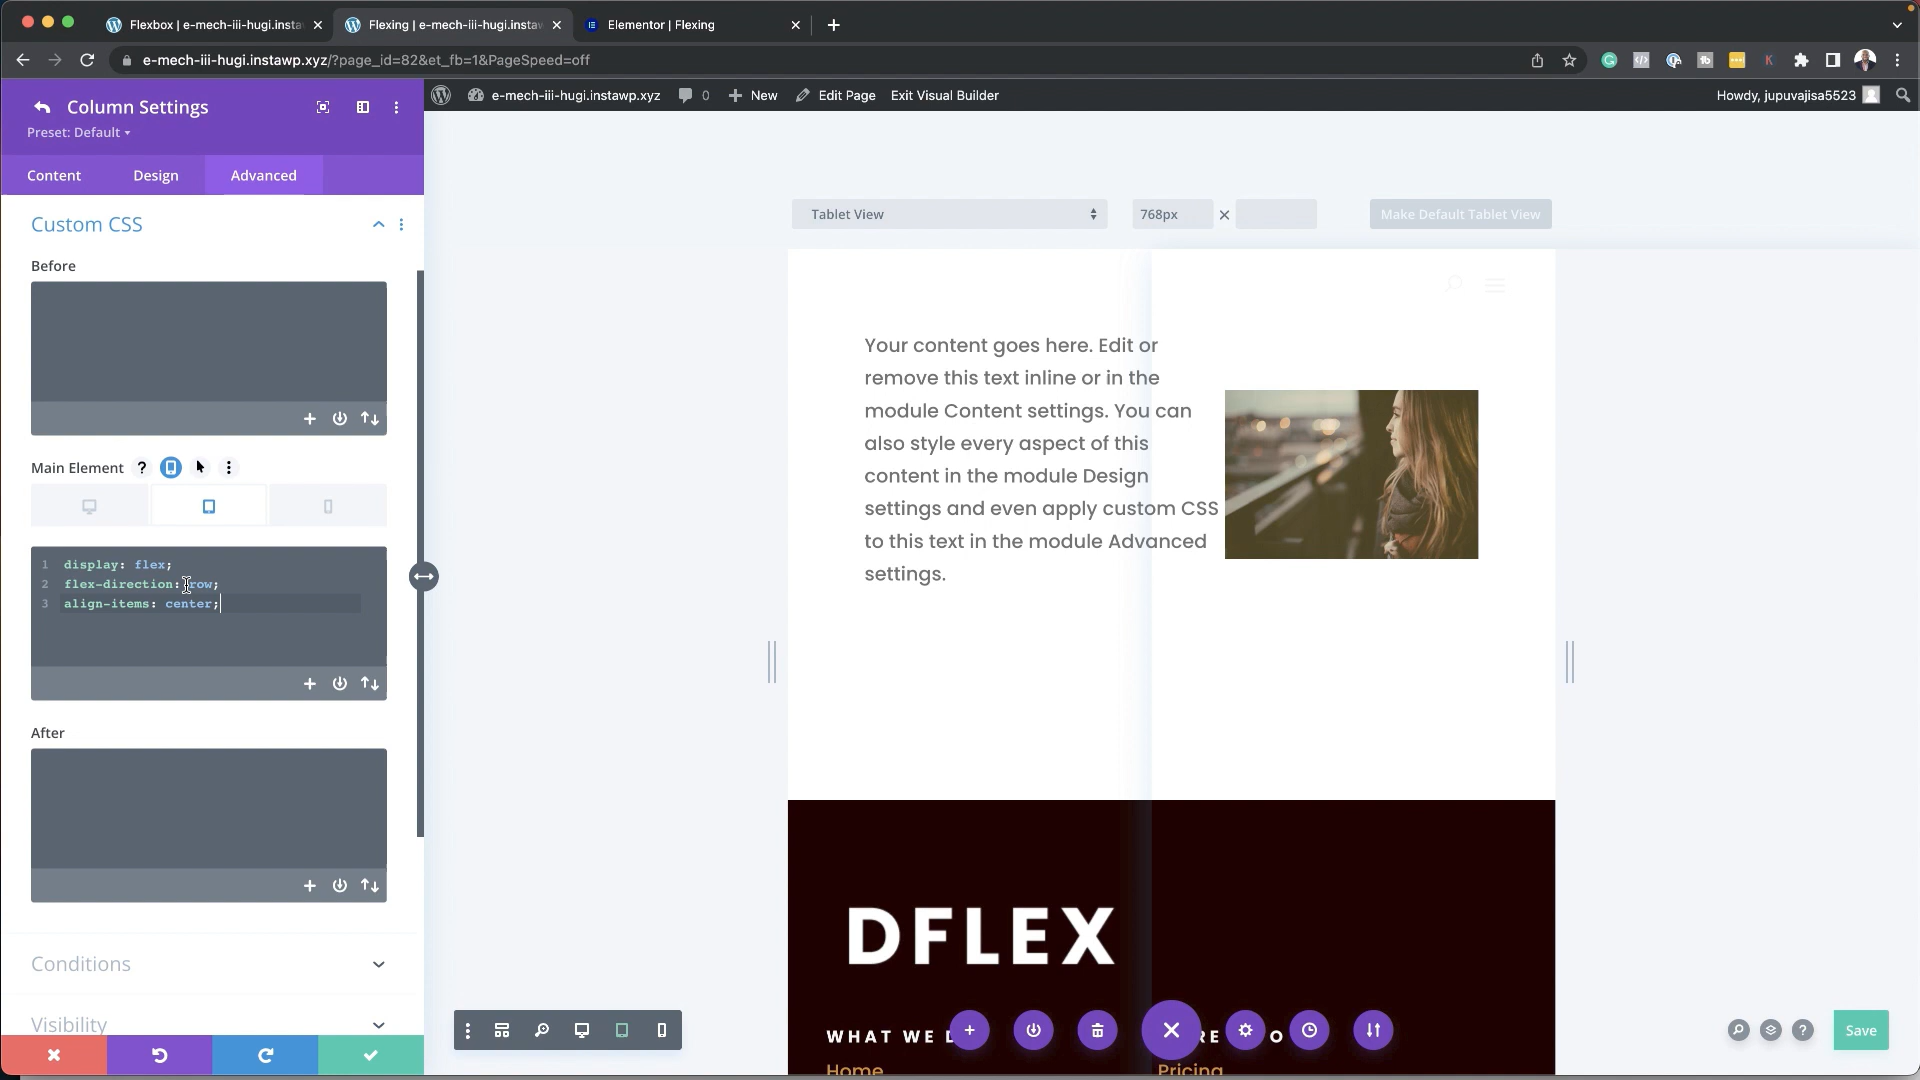 Flexbox | e-mech-iii-hugi.insta
Flexing | e-mech-iii-hugi.instaw
Elementor | Flexing
e-mech-iii-hugi.instawp.xyz/?page_id=82&et_fb=1&PageSpeed=off
Column Settings
Preset: Default
e-mech-iii-hugi.instawp.xyz
0
New
Edit Page
Exit Visual Builder
Howdy, jupuvajisa5523
Content
Design
Advanced
Custom CSS
Before
Tablet View
768px
Make Default Tablet View
Main Element
?
1 display: flex;
2 flex-direction: row;
3 align-items: center;
After
Conditions
Visibility
Your content goes here. Edit or
remove this text inline or in the
module Content settings. You can
also style every aspect of this
content in the module Design
settings and even apply custom CSS
to this text in the module Advanced
settings.
DFLEX
WHAT WE D
RE
O
Home
Pricing
?
Save